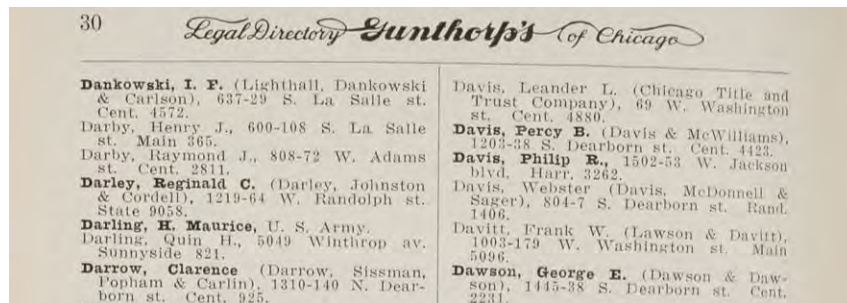 30
Legal Directory Gunthorp's of Chicago
Dankowski, I. F. (Lighthall, Dankowski
& Carlson), 637-29 S. La Salle st.
Cent. 4572.
Darby, Henry J., 600-108 S. La Salle
st. Main 365.
Darby, Raymond J., 808-72 W. Adams
st. Cent. 2811.
Darley, Reginald C. (Darley, Johnston
& Cordell), 1219-64 W. Randolph st.
State 9058.
Darling, H. Maurice, U. S. Army.
Darling, Quin H., 5049 Winthrop av.
Sunnyside 821.
Darrow, Clarence (Darrow, Sissman,
Popham & Carlin), 1310-140 N. Dear-
born st. Cent. 925.
Davis, Leander L. (Chicago Title and
Trust Company), 69 W. Washington
st. Cent. 4880.
Davis, Percy B. (Davis & McWilliams),
1203-38 S. Dearborn st. Cent. 4423.
Davis, Philip R., 1502-53 W. Jackson
blvd. Harr. 3262.
Davis, Webster (Davis, McDonnell &
Sager), 804-7 S. Dearborn st. Rand.
1406.
Davitt, Frank W. (Lawson & Davitt),
1003-179 W. Washington st. Main
5096.
Dawson, George E. (Dawson & Daw-
son), 1445-38 S. Dearborn st. Cent.
2231.